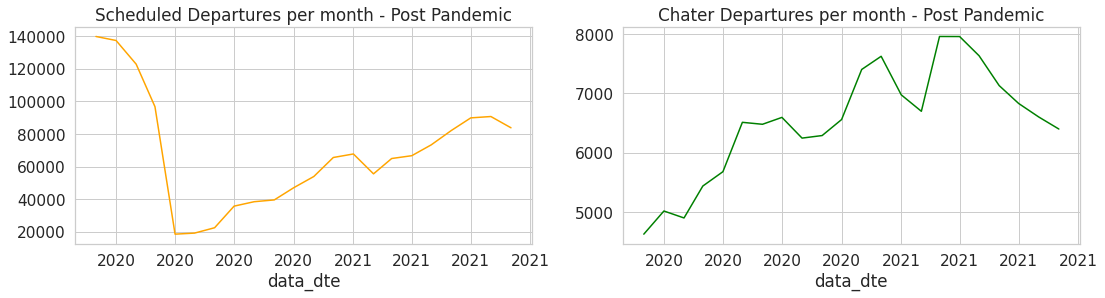 Scheduled Departures per month - Post Pandemic
140000
120000
100000
80000
60000
40000
20000
2020 2020 2020 2020 2021 2021 2021 2021
data_dte
Chater Departures per month - Post Pandemic
8000
7000
6000
5000
2020 2020 2020 2020 2021 2021 2021 2021
data_dte